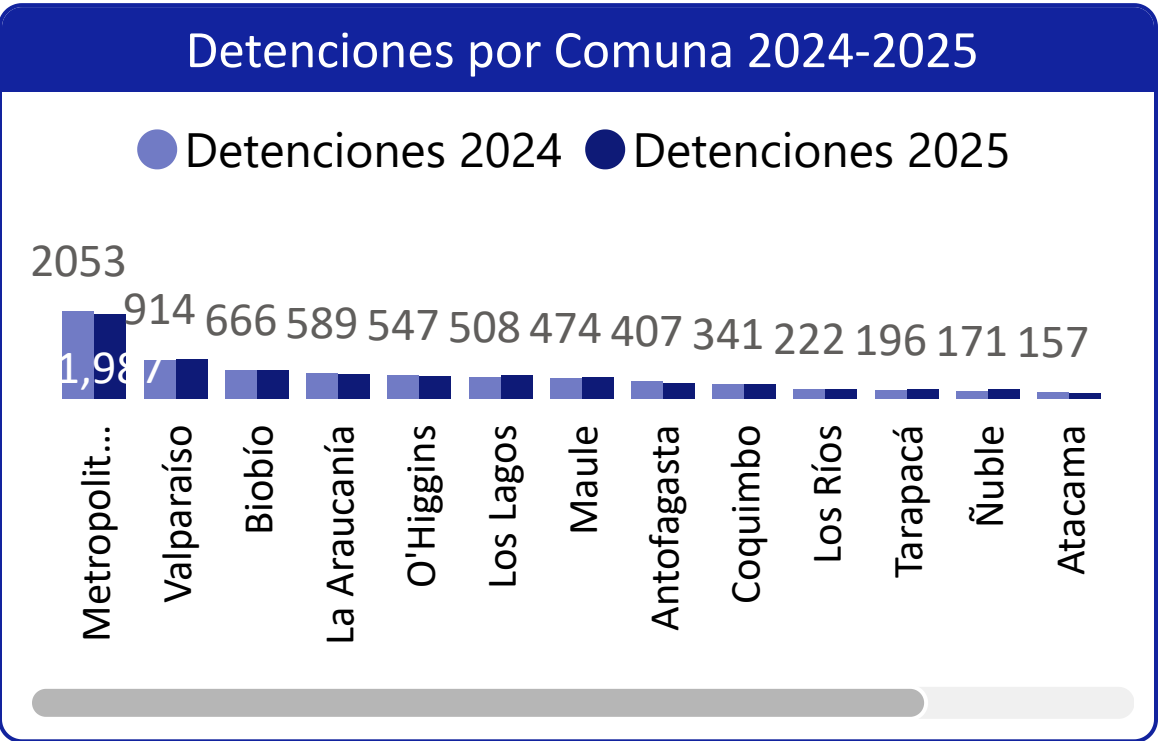 Detenciones por Comuna 2024-2025
Detenciones 2024 Detenciones 2025
2053 914 666 589 547 508 474 407 341 222 196 171 157
1,987
Metropolit...
Valparaíso
Biobío
La Araucanía
O'Higgins
Los Lagos
Maule
Antofagasta
Coquimbo
Los Ríos
Tarapacá
Ñuble
Atacama